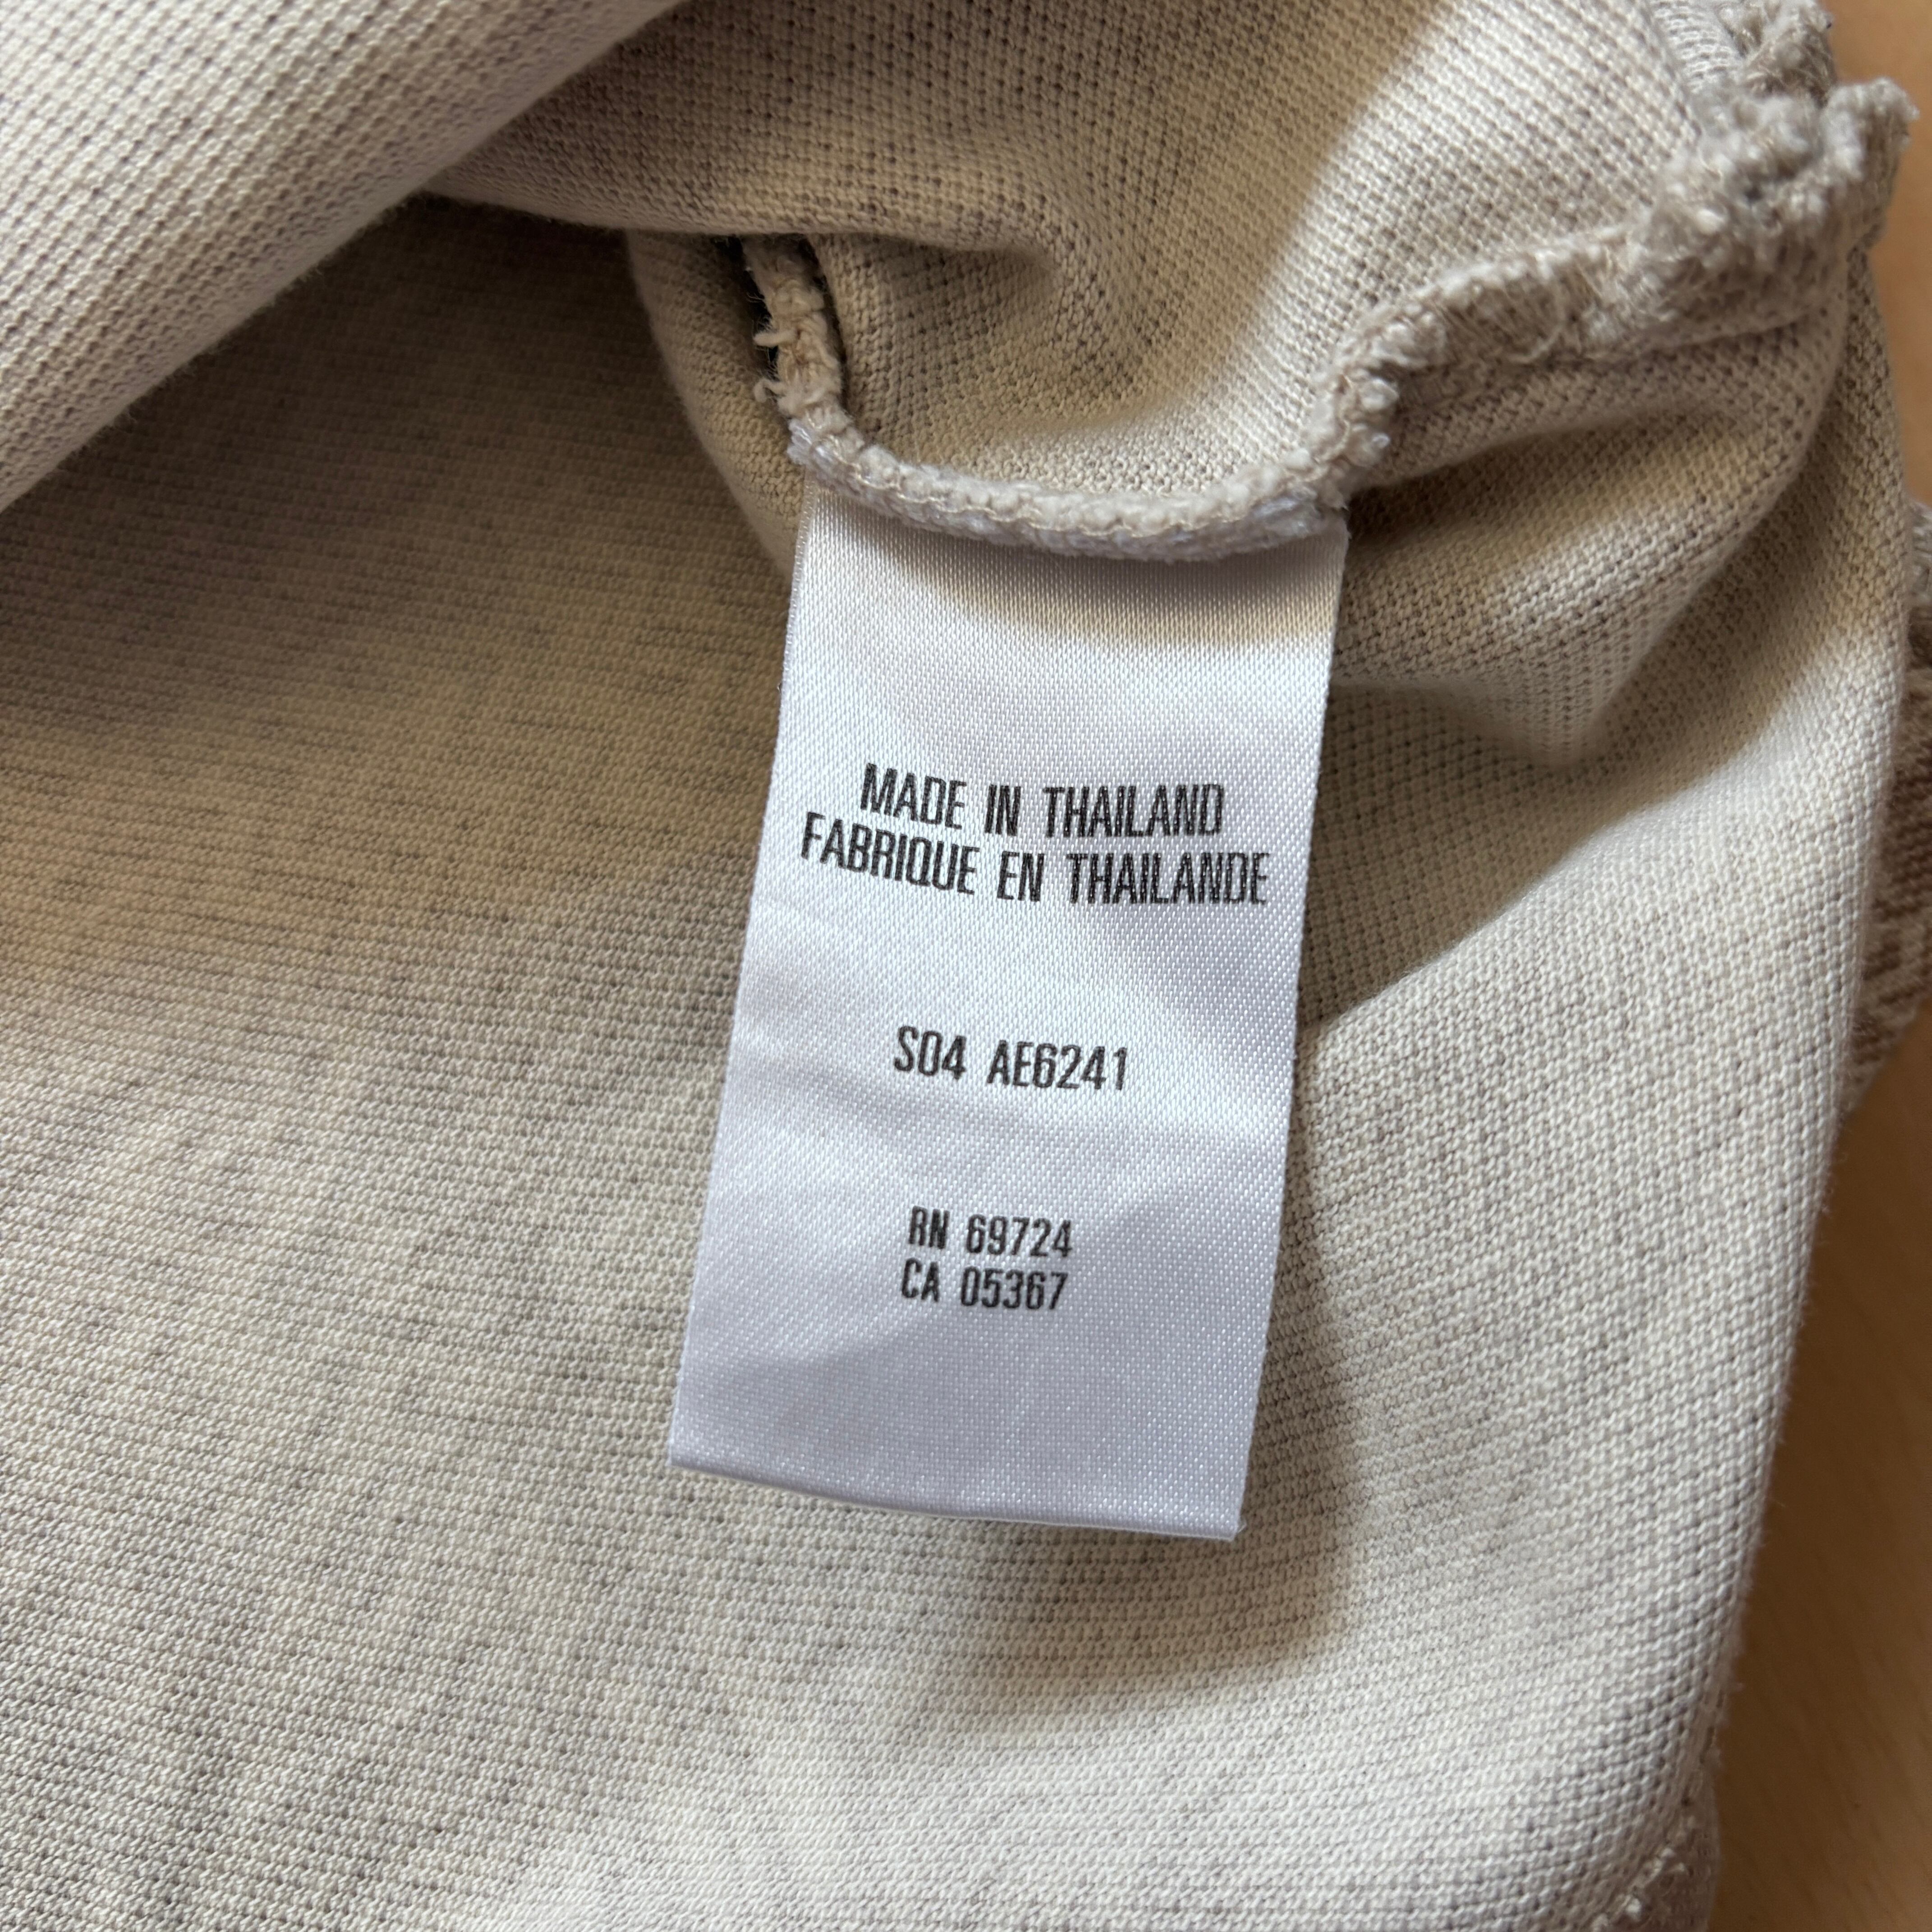 MADE IN THAILAND
FABRIQUE EN THAILANDE
S04 AE6241
RN 69724
CA 05367